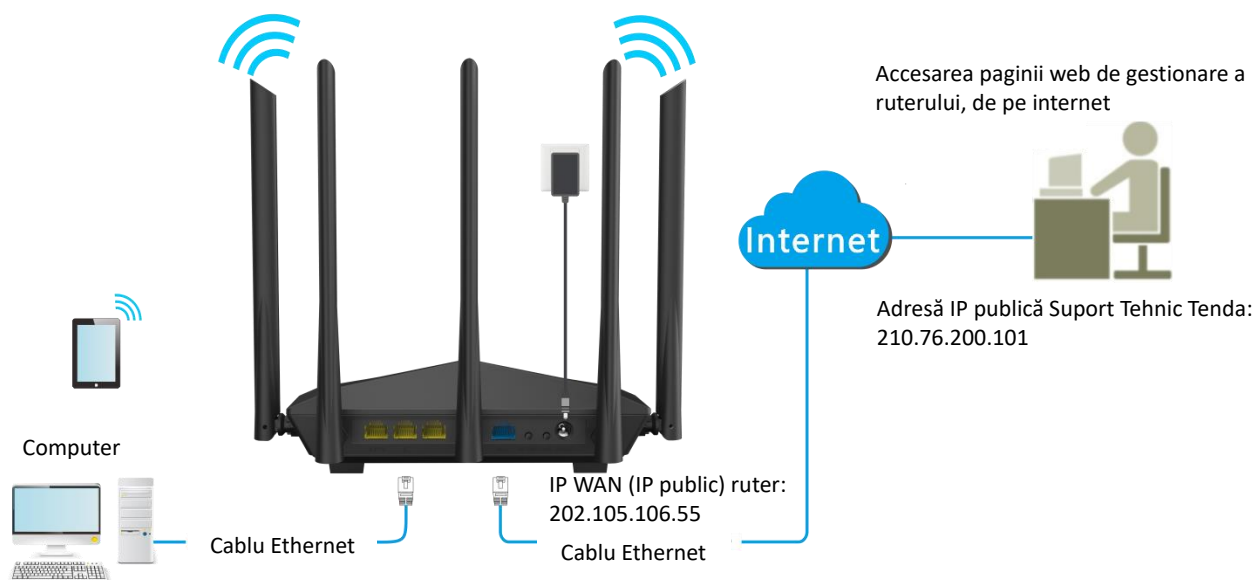 Accesarea paginii web de gestionare a
ruterului, de pe internet
Internet
Adresă IP publică Suport Tehnic Tenda:
210.76.200.101
Computer
IP WAN (IP public) ruter:
202.105.106.55
Cablu Ethernet
Cablu Ethernet